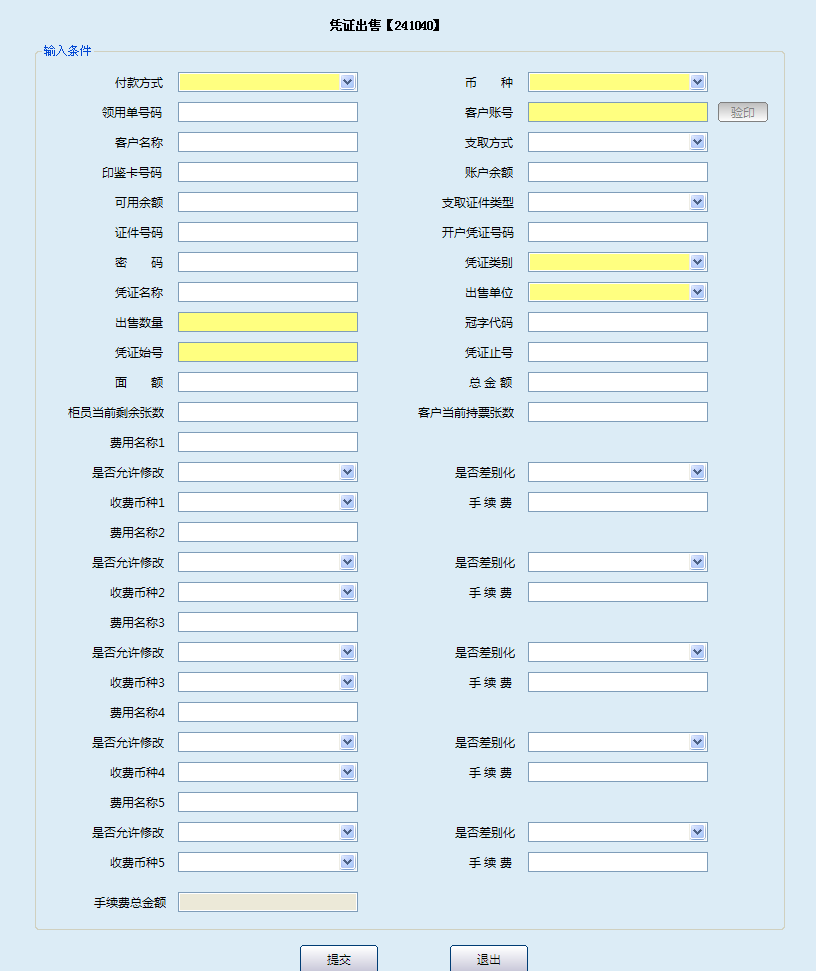 凭证出售【241040】
输入条件
付款方式 币 种
领用单号码 客户账号 验印
客户名称 支取方式
印鉴卡号码 账户余额
可用余额 支取证件类型
证件号码 开户凭证号码
密 码 凭证类别
凭证名称 出售单位
出售数量 冠字代码
凭证始号 凭证止号
面 额 总 金 额
柜员当前剩余张数 客户当前持票张数
费用名称1
是否允许修改 是否差别化
收费币种1 手 续 费
费用名称2
是否允许修改 是否差别化
收费币种2 手 续 费
费用名称3
是否允许修改 是否差别化
收费币种3 手 续 费
费用名称4
是否允许修改 是否差别化
收费币种4 手 续 费
费用名称5
是否允许修改 是否差别化
收费币种5 手 续 费
手续费总金额
提交 退出